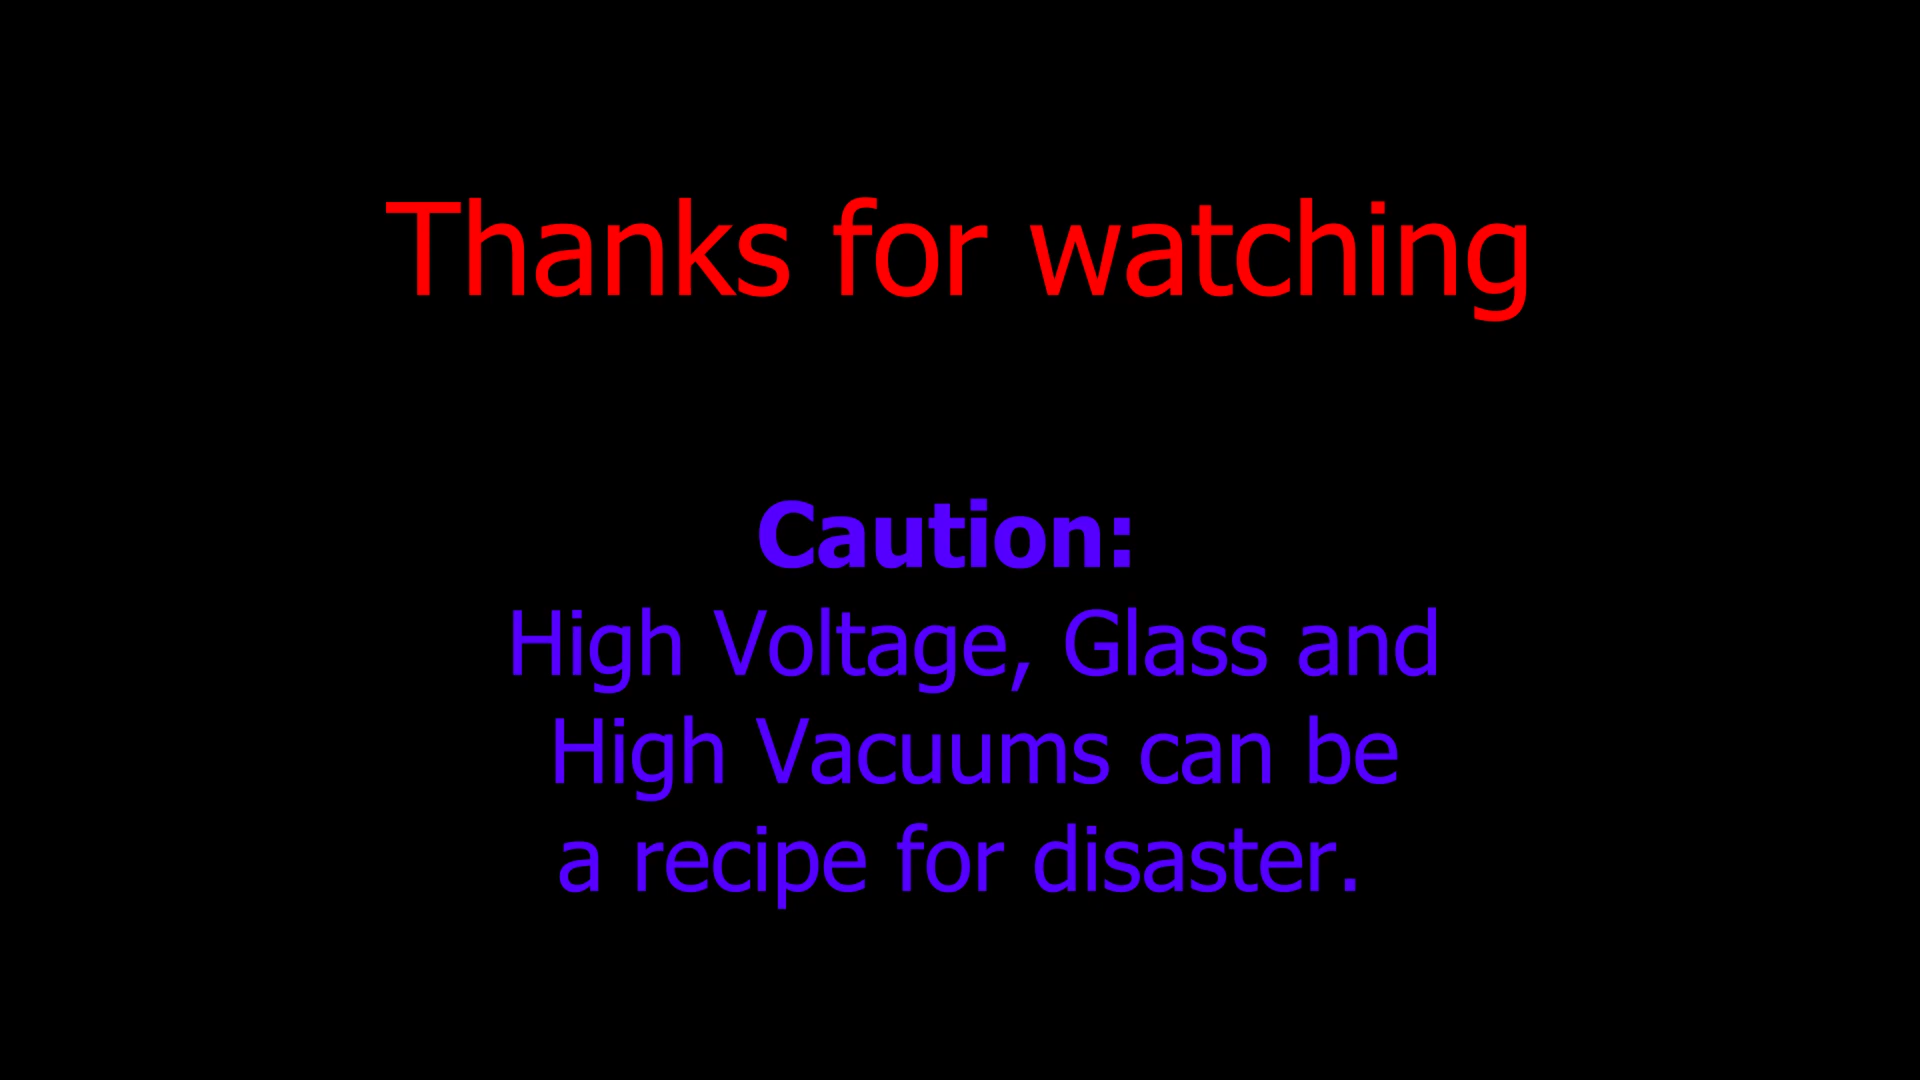 Thanks for watching
Caution:
High Voltage, Glass and
High Vacuums can be
a recipe for disaster.